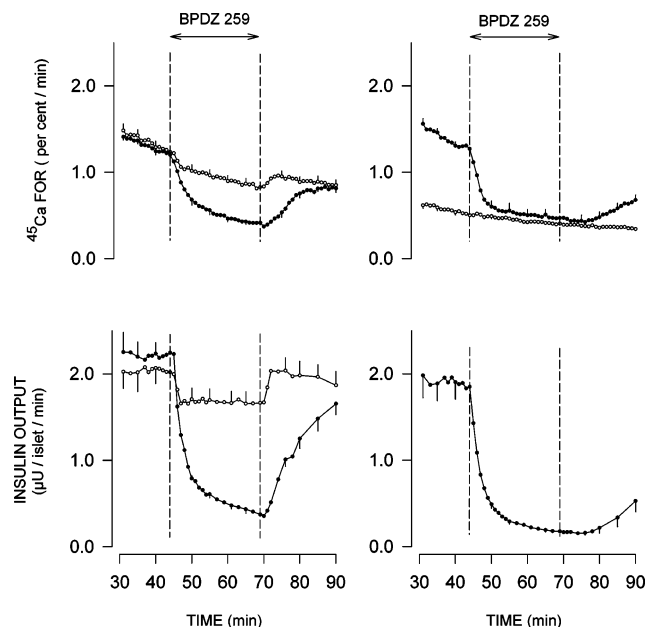 BPDZ 259
BPDZ 259
45Ca FOR ( per cent / min)
2.0
1.0
0.0
2.0
1.0
0.0
INSULIN OUTPUT
(µU / islet / min)
2.0
1.0
0.0
2.0
1.0
0.0
30 40 50 60 70 80 90
30 40 50 60 70 80 90
TIME (min)
TIME (min)